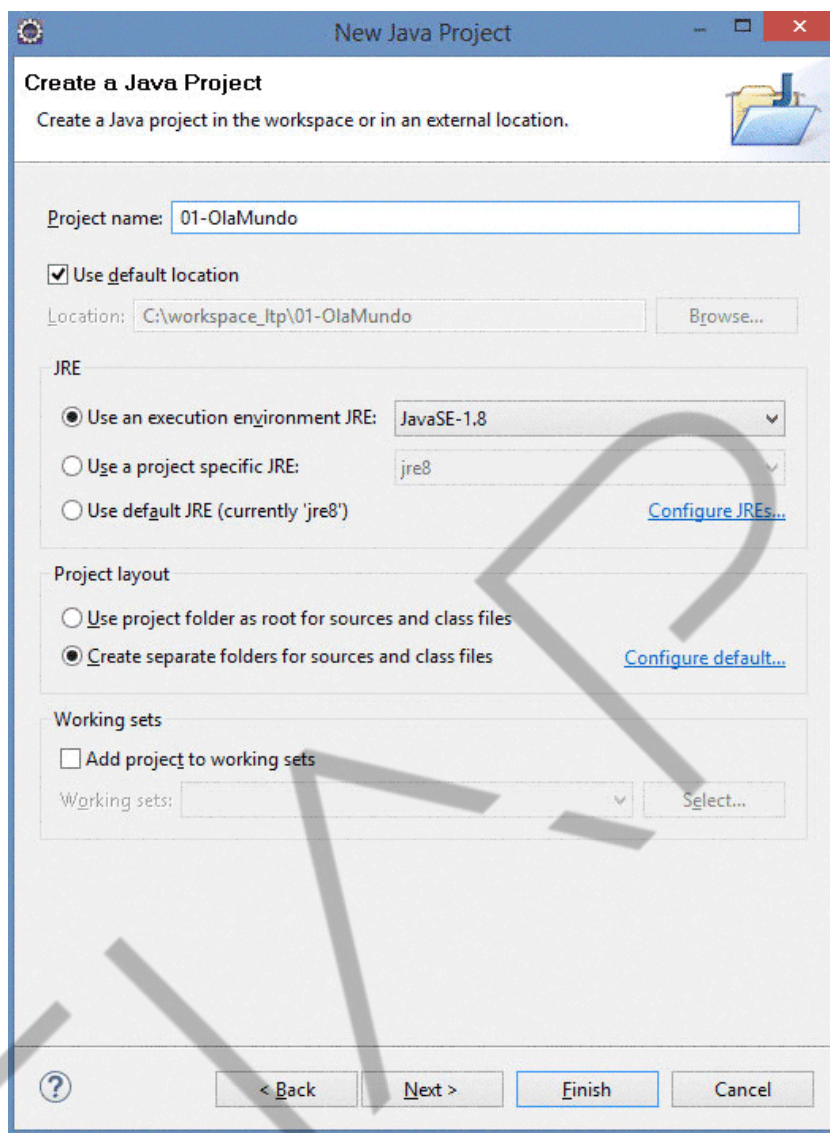 New Java Project
Create a Java Project
Create a Java project in the workspace or in an external location.
Project name: 01-OlaMundo
Use default location
Location: C:\workspace_ltp\01-OlaMundo Browse...
JRE
Use an execution environment JRE: JavaSE-1.8
Use a project specific JRE: jre8
Use default JRE (currently 'jre8') Configure JREs...
Project layout
Use project folder as root for sources and class files
Create separate folders for sources and class files Configure default...
Working sets
Add project to working sets
Working sets: Select...
? < Back Next > Finish Cancel